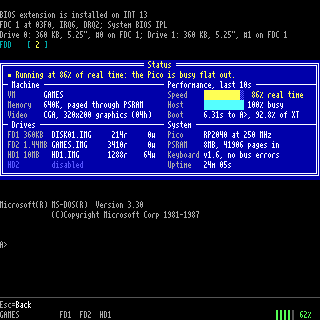 BIOS extension is installed on INT 13
FDC 1 at 03F0, IRQ6, DRQ2; System BIOS IPL
Drive 0: 360 KB, 5.25", #0 on FDC 1; Drive 1: 360 KB, 5.25", #1 on FDC 1
FDD [ 2 ]
Status
Running at 86% of real time: the Pico is busy flat out.
Machine Performance, last 10s
VM GAMES Speed 86% real time
Memory 640K, paged through PSRAM Host 100% busy
Video CGA, 320x200 graphics (04h) Boot 6.31s to A>, 92.8% of XT
Drives System
FD1 360KB DISK01.IMG 214r 0w Pico RP2040 at 250 MHz
FD2 1.44MB GAMES.IMG 3410r 0w PSRAM 8MB, 41906 pages in
HD1 10MB HD1.IMG 1288r 64w Keyboard v1.6, no bus errors
HD2 disabled Uptime 24m 05s
Microsoft(R) MS-DOS(R) Version 3.30
(C)Copyright Microsoft Corp 1981-1987
A>
Esc=Back
GAMES FD1 FD2 HD1 62%